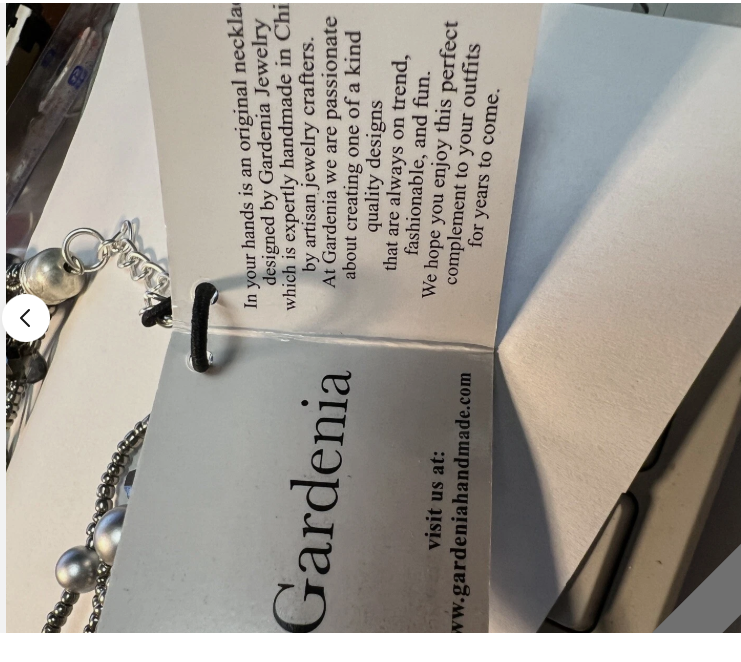 In your hands is an original necklac
designed by Gardenia Jewelry
which is expertly handmade in Chi
by artisan jewelry crafters.
At Gardenia we are passionate
about creating one of a kind
quality designs
that are always on trend,
fashionable, and fun.
We hope you enjoy this perfect
complement to your outfits
for years to come.
Gardenia
visit us at:
ww.gardeniahandmade.com